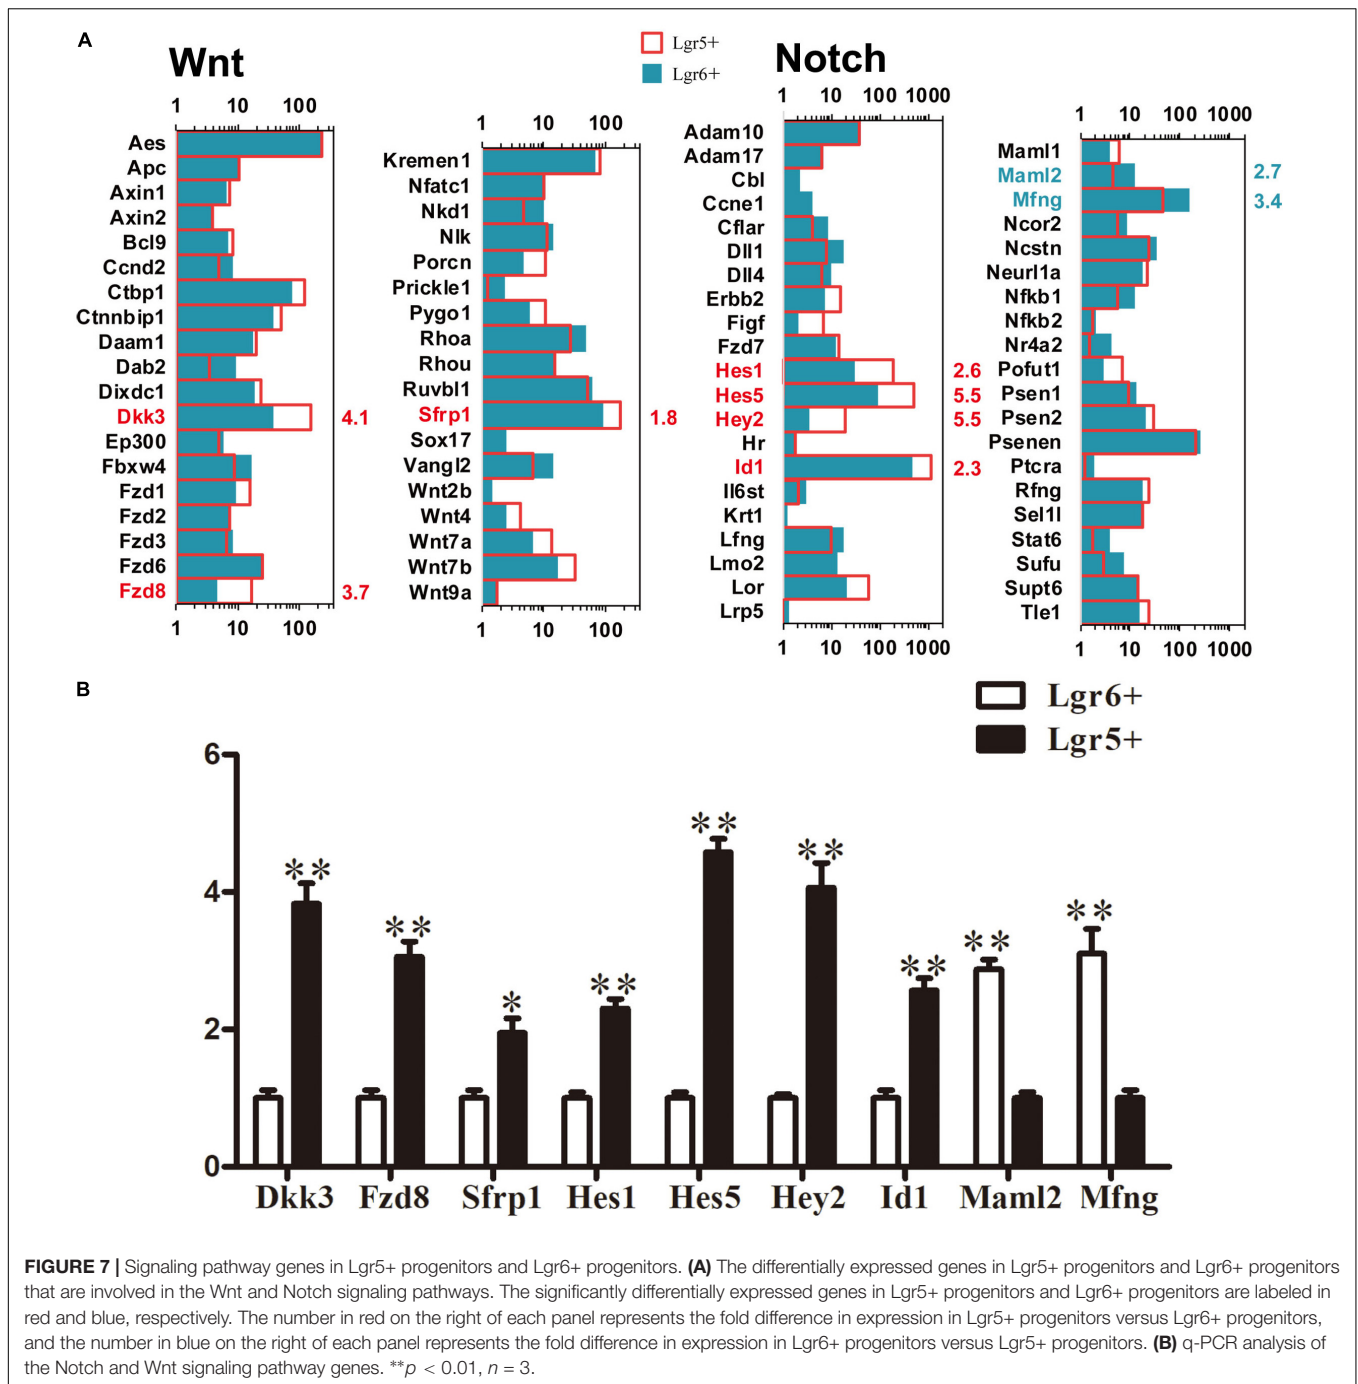 A
Wnt
Lgr5+
Lgr6+
Notch
1 10 100
Aes
Apc
Axin1
Axin2
Bcl9
Ccnd2
Ctbp1
Ctnnbip1
Daam1
Dab2
Dixdc1
Dkk3 4.1
Ep300
Fbxw4
Fzd1
Fzd2
Fzd3
Fzd6
Fzd8 3.7
1 10 100
1 10 100
Kremen1
Nfatc1
Nkd1
Nlk
Porcn
Prickle1
Pygo1
Rhoa
Rhou
Ruvbl1
Sfrp1 1.8
Sox17
Vangl2
Wnt2b
Wnt4
Wnt7a
Wnt7b
Wnt9a
1 10 100
1 10 100 1000
Adam10
Adam17
Cbl
Ccne1
Cflar
Dll1
Dll4
Erbb2
Figf
Fzd7
Hes1 2.6
Hes5 5.5
Hey2 5.5
Hr
Id1 2.3
Il6st
Krt1
Lfng
Lmo2
Lor
Lrp5
1 10 100 1000
1 10 100 1000
Maml1
Maml2 2.7
Mfng 3.4
Ncor2
Ncstn
Neurl1a
Nfkb1
Nfkb2
Nr4a2
Pofut1
Psen1
Psen2
Psenen
Ptcra
Rfng
Sel1l
Stat6
Sufu
Supt6
Tle1
1 10 100 1000
B
Lgr6+
Lgr5+
6
4
2
0
** ** * ** ** ** ** ** **
Dkk3 Fzd8 Sfrp1 Hes1 Hes5 Hey2 Id1 Maml2 Mfng
FIGURE 7 | Signaling pathway genes in Lgr5+ progenitors and Lgr6+ progenitors. (A) The differentially expressed genes in Lgr5+ progenitors and Lgr6+ progenitors
that are involved in the Wnt and Notch signaling pathways. The significantly differentially expressed genes in Lgr5+ progenitors and Lgr6+ progenitors are labeled in
red and blue, respectively. The number in red on the right of each panel represents the fold difference in expression in Lgr5+ progenitors versus Lgr6+ progenitors,
and the number in blue on the right of each panel represents the fold difference in expression in Lgr6+ progenitors versus Lgr5+ progenitors. (B) q-PCR analysis of
the Notch and Wnt signaling pathway genes. **p < 0.01, n = 3.